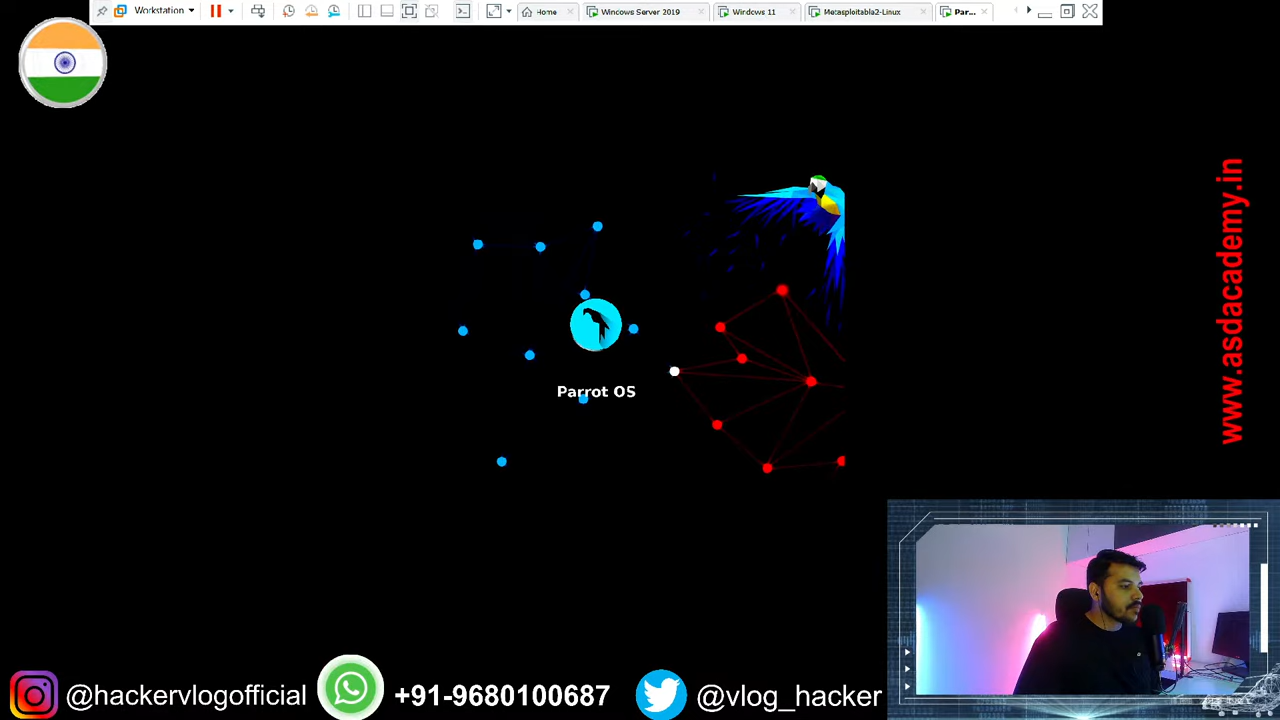 Workstation
Home
Windows Server 2019
Windows 11
Metasploitable2-Linux
Par...
www.asdacademy.in
Parrot OS
@hackervlogofficial
+91-9680100687
@vlog_hacker